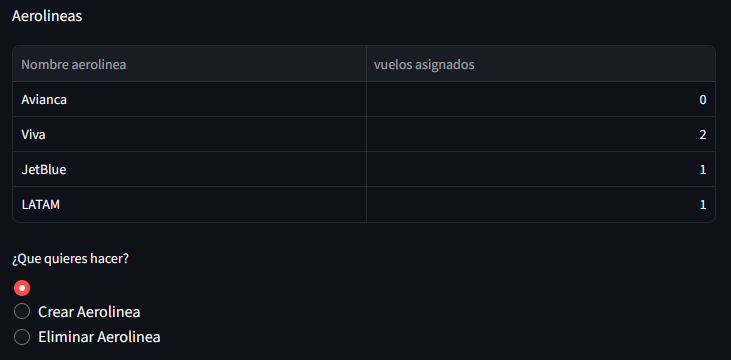 Aerolineas
Nombre aerolinea vuelos asignados
Avianca 0
Viva 2
JetBlue 1
LATAM 1
¿Que quieres hacer?
Crear Aerolinea
Eliminar Aerolinea